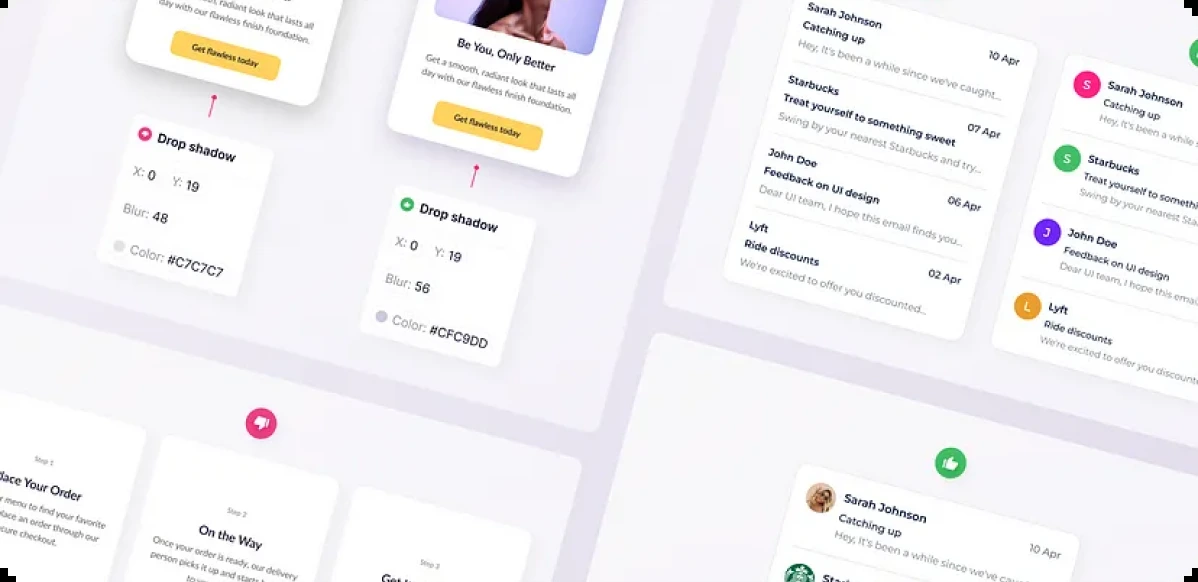 day with our radiant look that lasts all
day with our flawless finish foundation.
Get flawless today
Drop shadow
X: 0 Y: 19
Blur: 48
Color: #C7C7C7
Be You, Only Better
Get a smooth, radiant look that lasts all
day with our flawless finish foundation.
Get flawless today
Drop shadow
X: 0 Y: 19
Blur: 56
Color: #CFC9DD
Sarah Johnson
Catching up 10 Apr
Hey, It's been a while since we've caught...
Starbucks
Treat yourself to something sweet 07 Apr
Swing by your nearest Starbucks and try...
John Doe
Feedback on UI design 06 Apr
Dear UI team, I hope this email finds you...
Lyft
Ride discounts 02 Apr
We're excited to offer you discounted...
S Sarah Johnson
Catching up
Hey, It's been a while
S Starbucks
Treat yourself to someth
Swing by your nearest Sta
J John Doe
Feedback on UI design
Dear UI team, I hope this emai
L Lyft
Ride discounts
We're excited to offer you discounte
Step 1
lace Your Order
menu to find your favorite
lace an order through our
cure checkout.
Step 2
On the Way
Once your order is ready, our delivery
person picks it up and starts
Step 3
Get
Sarah Johnson
Catching up 10 Apr
Hey, It's been a while since we've caug
Starb